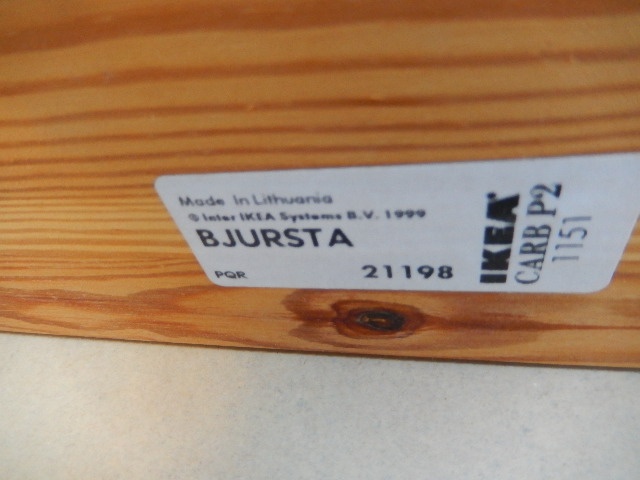 Made In Lithuania
© Inter IKEA Systems B.V. 1999
BJURSTA
PQR 21198
IKEA
CARB P2
1151